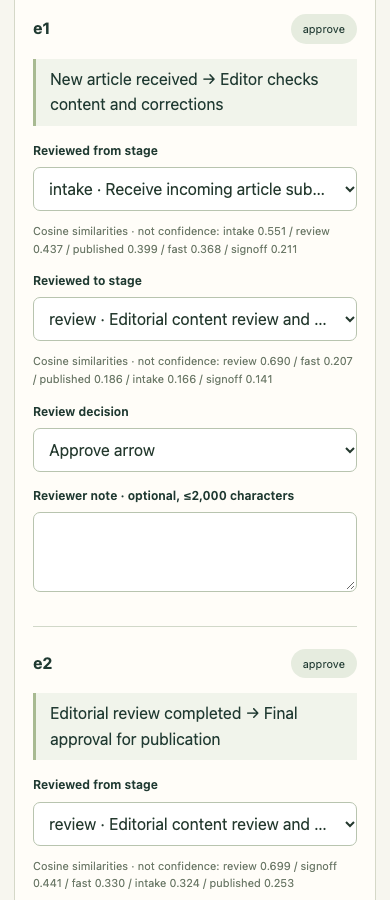 e1
approve
New article received → Editor checks
content and corrections
Reviewed from stage
intake · Receive incoming article sub...
Cosine similarities · not confidence: intake 0.551 / review
0.437 / published 0.399 / fast 0.368 / signoff 0.211
Reviewed to stage
review · Editorial content review and ...
Cosine similarities · not confidence: review 0.690 / fast 0.207
/ published 0.186 / intake 0.166 / signoff 0.141
Review decision
Approve arrow
Reviewer note · optional, ≤2,000 characters
e2
approve
Editorial review completed → Final
approval for publication
Reviewed from stage
review · Editorial content review and ...
Cosine similarities · not confidence: review 0.699 / signoff
0.441 / fast 0.330 / intake 0.324 / published 0.253